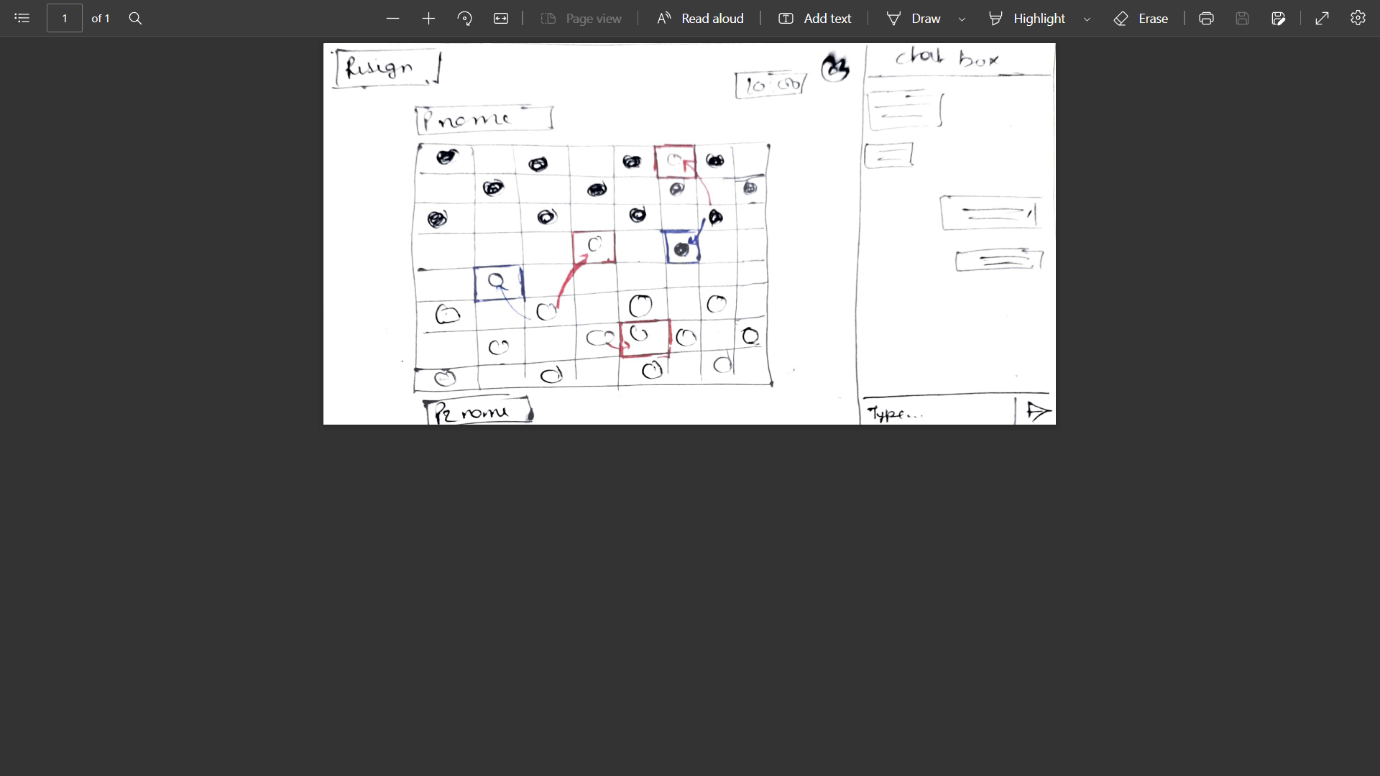 1 of 1 Page view Read aloud Add text Draw Highlight Erase
Resign
chat box
P name
P2 name
Type...